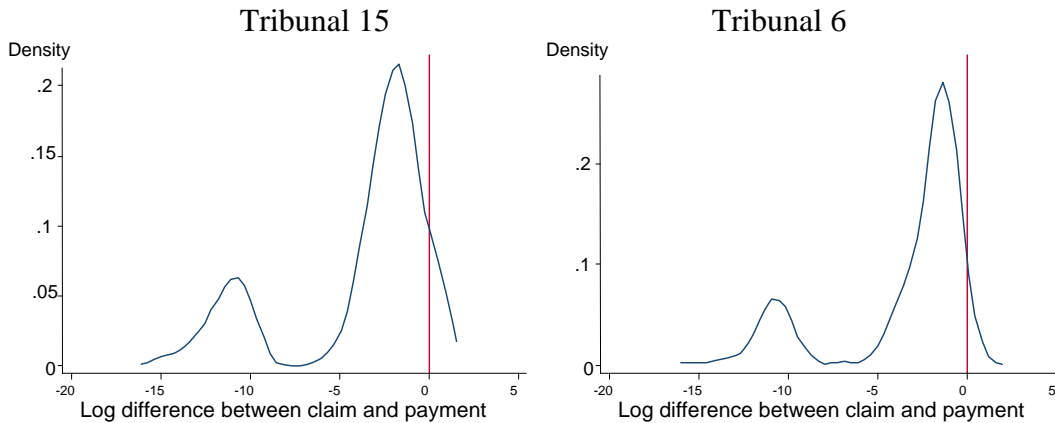 Tribunal 15
Density
.2
.15
.1
.05
0
-20 -15 -10 -5 0 5
Log difference between claim and payment
Tribunal 6
Density
.2
.1
0
-20 -15 -10 -5 0 5
Log difference between claim and payment